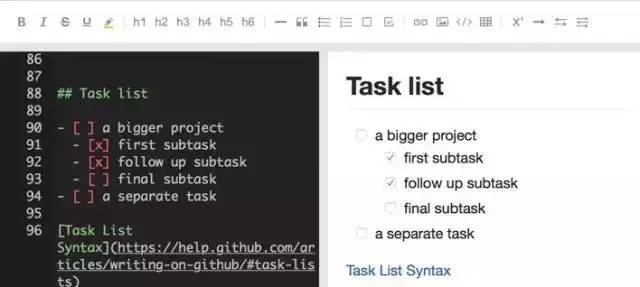 B I S U h1 h2 h3 h4 h5 h6 X'
86
87
88 ## Task list
89
90 - [ ] a bigger project
91 - [x] first subtask
92 - [x] follow up subtask
93 - [ ] final subtask
94 - [ ] a separate task
95
96 [Task List
Syntax](https://help.github.com/ar
ticles/writing-on-github/#task-lis
ts)
Task list
a bigger project
first subtask
follow up subtask
final subtask
a separate task
Task List Syntax